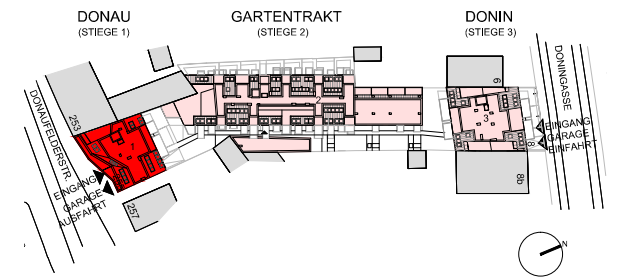 DONAU
(STIEGE 1)
GARTENTRAKT
(STIEGE 2)
DONIN
(STIEGE 3)
DONAUFELDERSTR.
253
1
EINGANG
GARAGE
AUSFAHRT
257
2
6
3
8
8b
DONINGASSE
EINGANG
GARAGE
EINFAHRT
N